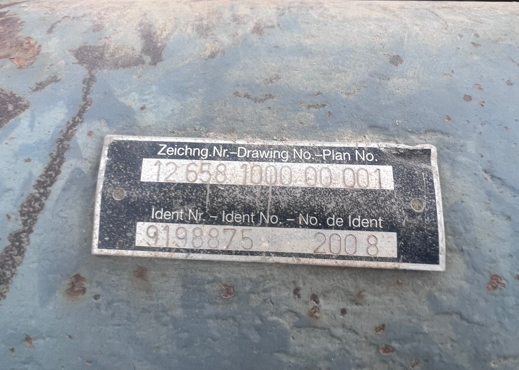 Zeichng.Nr.-Drawing No.-Plan No.
12 658 1000 00 001
Ident Nr. - Ident No. - No. de Ident
9198875 2008